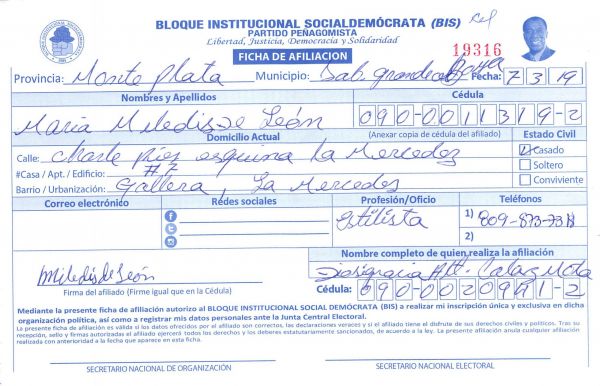 BLOQUE INSTITUCIONAL SOCIALDEMÓCRATA (BIS)
PARTIDO PEÑAGOMISTA
Libertad, Justicia, Democracia y Solidaridad
FICHA DE AFILIACION
19316
Provincia: Monte Plata Municipio: Sab. grande de Boya Fecha: 7 3 19
Nombres y Apellidos Cédula
Maria Miledis de León 090-0011319-2
Domicilio Actual (Anexar copia de cédula del afiliado) Estado Civil
Calle: esquina La Mercedes Casado
#Casa / Apt. / Edificio: #7 Soltero
Barrio / Urbanización: Gallera, La Mercedes Conviviente
Correo electrónico Redes sociales Profesión/Oficio Teléfonos
Estilista 1) 809-873-
2)
Nombre completo de quien realiza la afiliación
Miledis de León
Firma del afiliado (Firme igual que en la Cédula) Cédula: 090-00209
Mediante la presente ficha de afiliación autorizo al BLOQUE INSTITUCIONAL SOCIAL DEMÓCRATA (BIS) a realizar mi inscripción única y exclusiva en dicha
organización política, así como a registrar mis datos personales ante la Junta Central Electoral.
La presente ficha de afiliación es válida si los datos ofrecidos por el afiliado son correctos, las declaraciones veraces y si el afiliado tiene el disfrute de sus derechos civiles y políticos. Tras su
recepción, sello y firmas autorizadas el afiliado ejercerá todos los derechos y los deberes estatutariamente sancionados, de acuerdo a la ley. La presente afiliación anula cualquier afiliación
realizada con anterioridad a la fecha que aparece en esta ficha.
SECRETARIO NACIONAL DE ORGANIZACIÓN SECRETARIO NACIONAL ELECTORAL